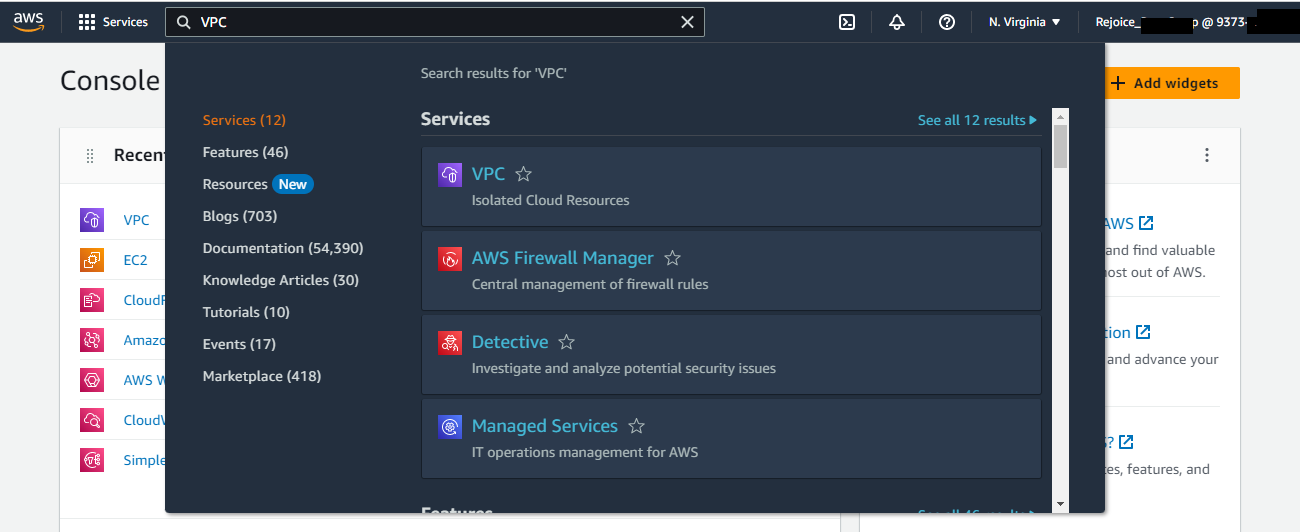 aws
Services
VPC
N. Virginia
Rejoice_
p @ 9373-
Console
Search results for 'VPC'
Add widgets
Services (12)
Features (46)
Resources New
Blogs (703)
Documentation (54,390)
Knowledge Articles (30)
Tutorials (10)
Events (17)
Marketplace (418)
Services
See all 12 results
VPC
Isolated Cloud Resources
AWS Firewall Manager
Central management of firewall rules
Detective
Investigate and analyze potential security issues
Managed Services
IT operations management for AWS
Features
See all 46 results
Recent
VPC
EC2
CloudF
Amazo
AWS W
CloudW
Simple
AWS
and find valuable
ost out of AWS.
tion
and advance your
S?
es, features, and